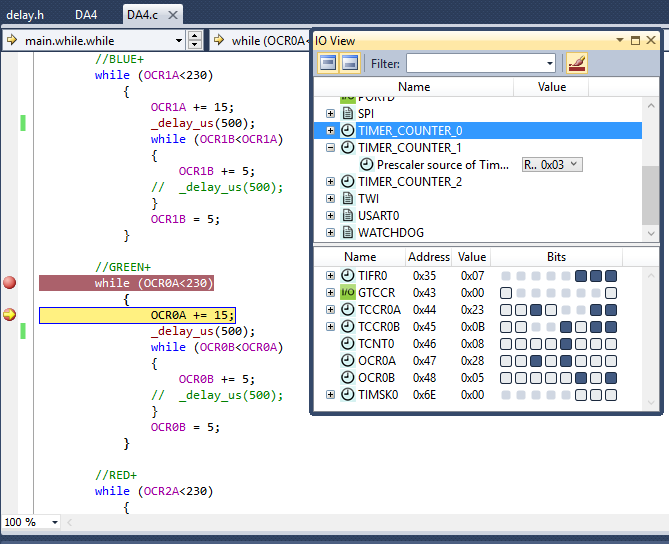 delay.h DA4 DA4.c
main.while.while while (OCR0A<
//BLUE+
while (OCR1A<230)
{
OCR1A += 15;
_delay_us(500);
while (OCR1B<OCR1A)
{
OCR1B += 5;
// _delay_us(500);
}
OCR1B = 5;
}
//GREEN+
while (OCR0A<230)
{
OCR0A += 15;
_delay_us(500);
while (OCR0B<OCR0A)
{
OCR0B += 5;
// _delay_us(500);
}
OCR0B = 5;
}
//RED+
while (OCR2A<230)
{
100 %
IO View
Filter:
Name Value
PORTD
SPI
TIMER_COUNTER_0
TIMER_COUNTER_1
Prescaler source of Tim... R.. 0x03
TIMER_COUNTER_2
TWI
USART0
WATCHDOG
Name Address Value Bits
TIFR0 0x35 0x07
I/O GTCCR 0x43 0x00
TCCR0A 0x44 0x23
TCCR0B 0x45 0x0B
TCNT0 0x46 0x08
OCR0A 0x47 0x28
OCR0B 0x48 0x05
TIMSK0 0x6E 0x00